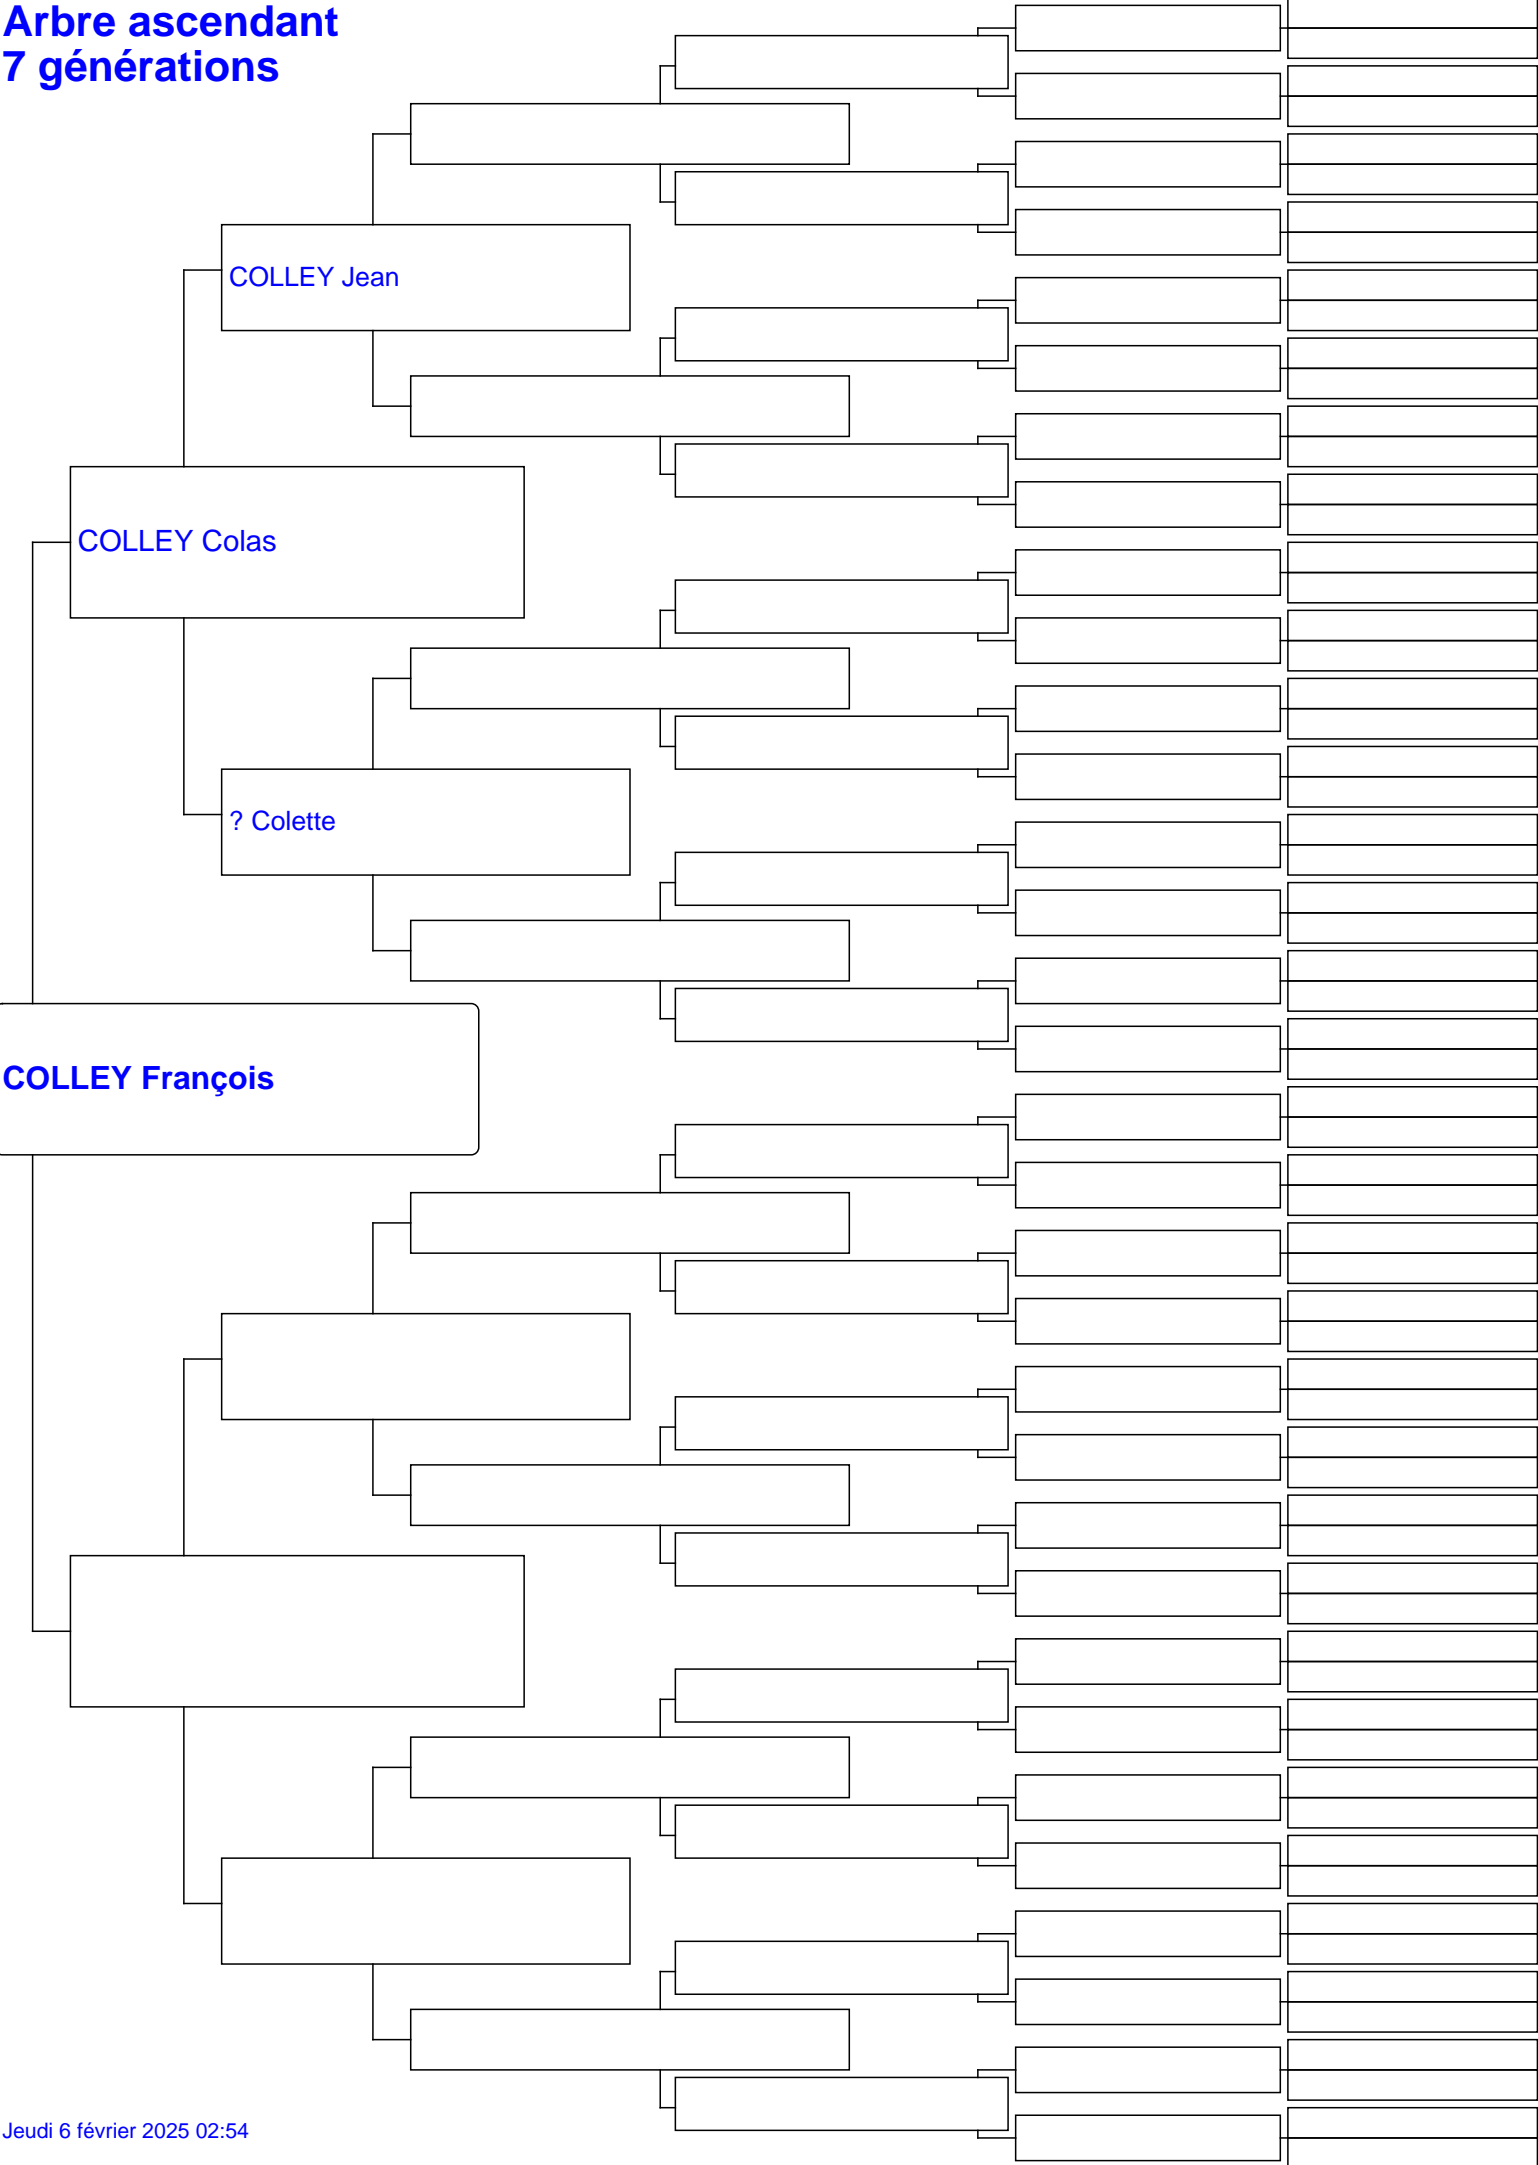 Arbre ascendant
7 générations
COLLEY Jean
COLLEY Colas
? Colette
COLLEY François
Jeudi 6 février 2025 02:54